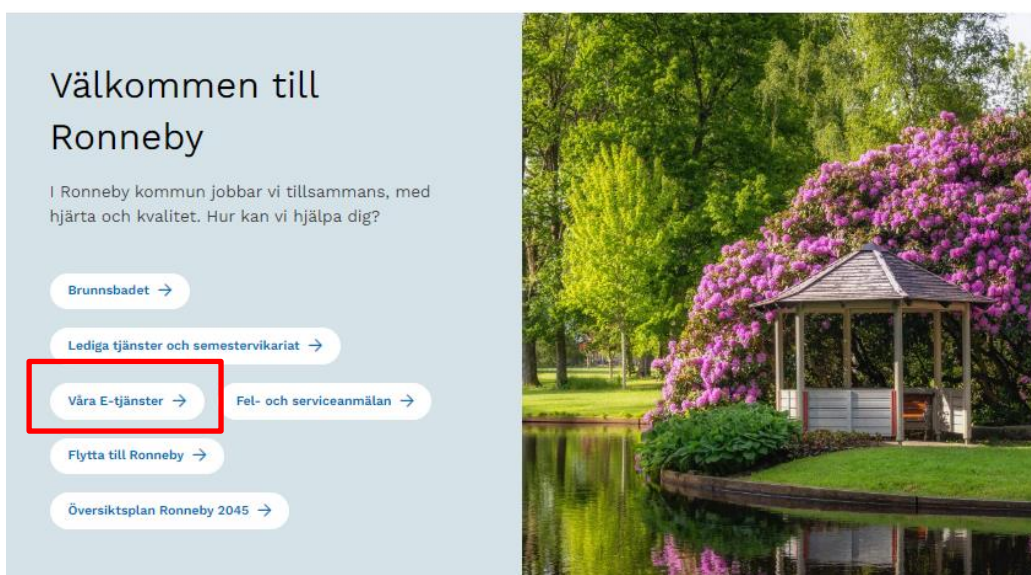 Välkommen till
Ronneby
I Ronneby kommun jobbar vi tillsammans, med
hjärta och kvalitet. Hur kan vi hjälpa dig?
Brunnsbadet →
Lediga tjänster och semestervikariat →
Våra E-tjänster →
Fel- och serviceanmälan →
Flytta till Ronneby →
Översiktsplan Ronneby 2045 →